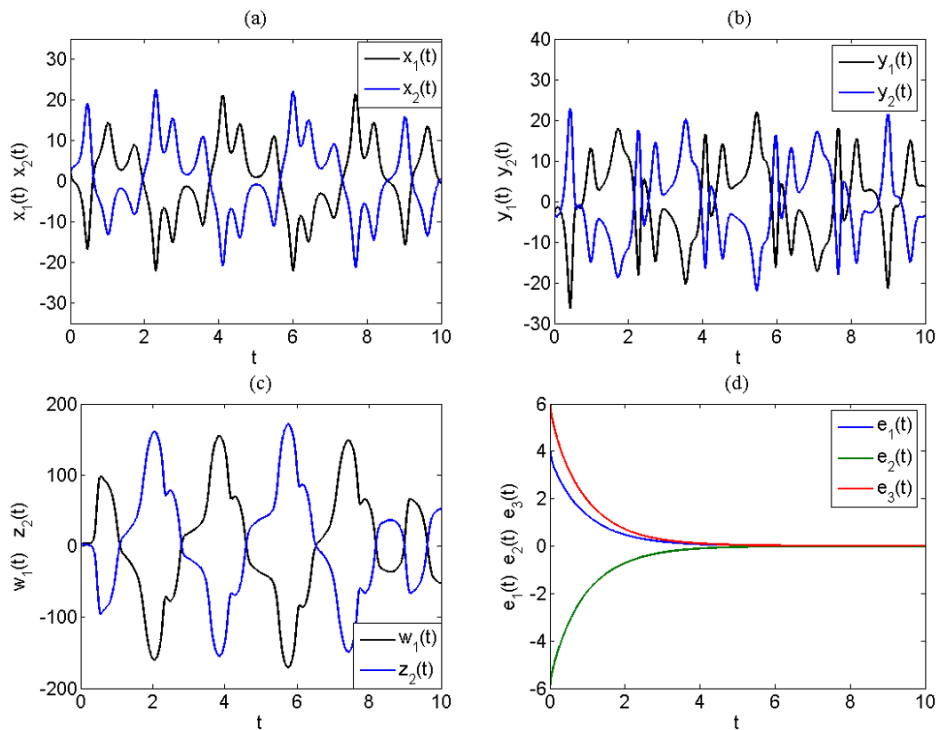 (a)
35
30
20
10
0
-10
-20
-30
0 2 4 6 8 10
t
x1(t) x2(t)
x1(t)
x2(t)
(b)
40
30
20
10
0
-10
-20
-30
0 2 4 6 8 10
t
y1(t) y2(t)
y1(t)
y2(t)
(c)
200
100
0
-100
-200
0 2 4 6 8 10
t
w1(t) z2(t)
w1(t)
z2(t)
(d)
6
4
2
0
-2
-4
-6
0 2 4 6 8 10
t
e1(t) e2(t) e3(t)
e1(t)
e2(t)
e3(t)